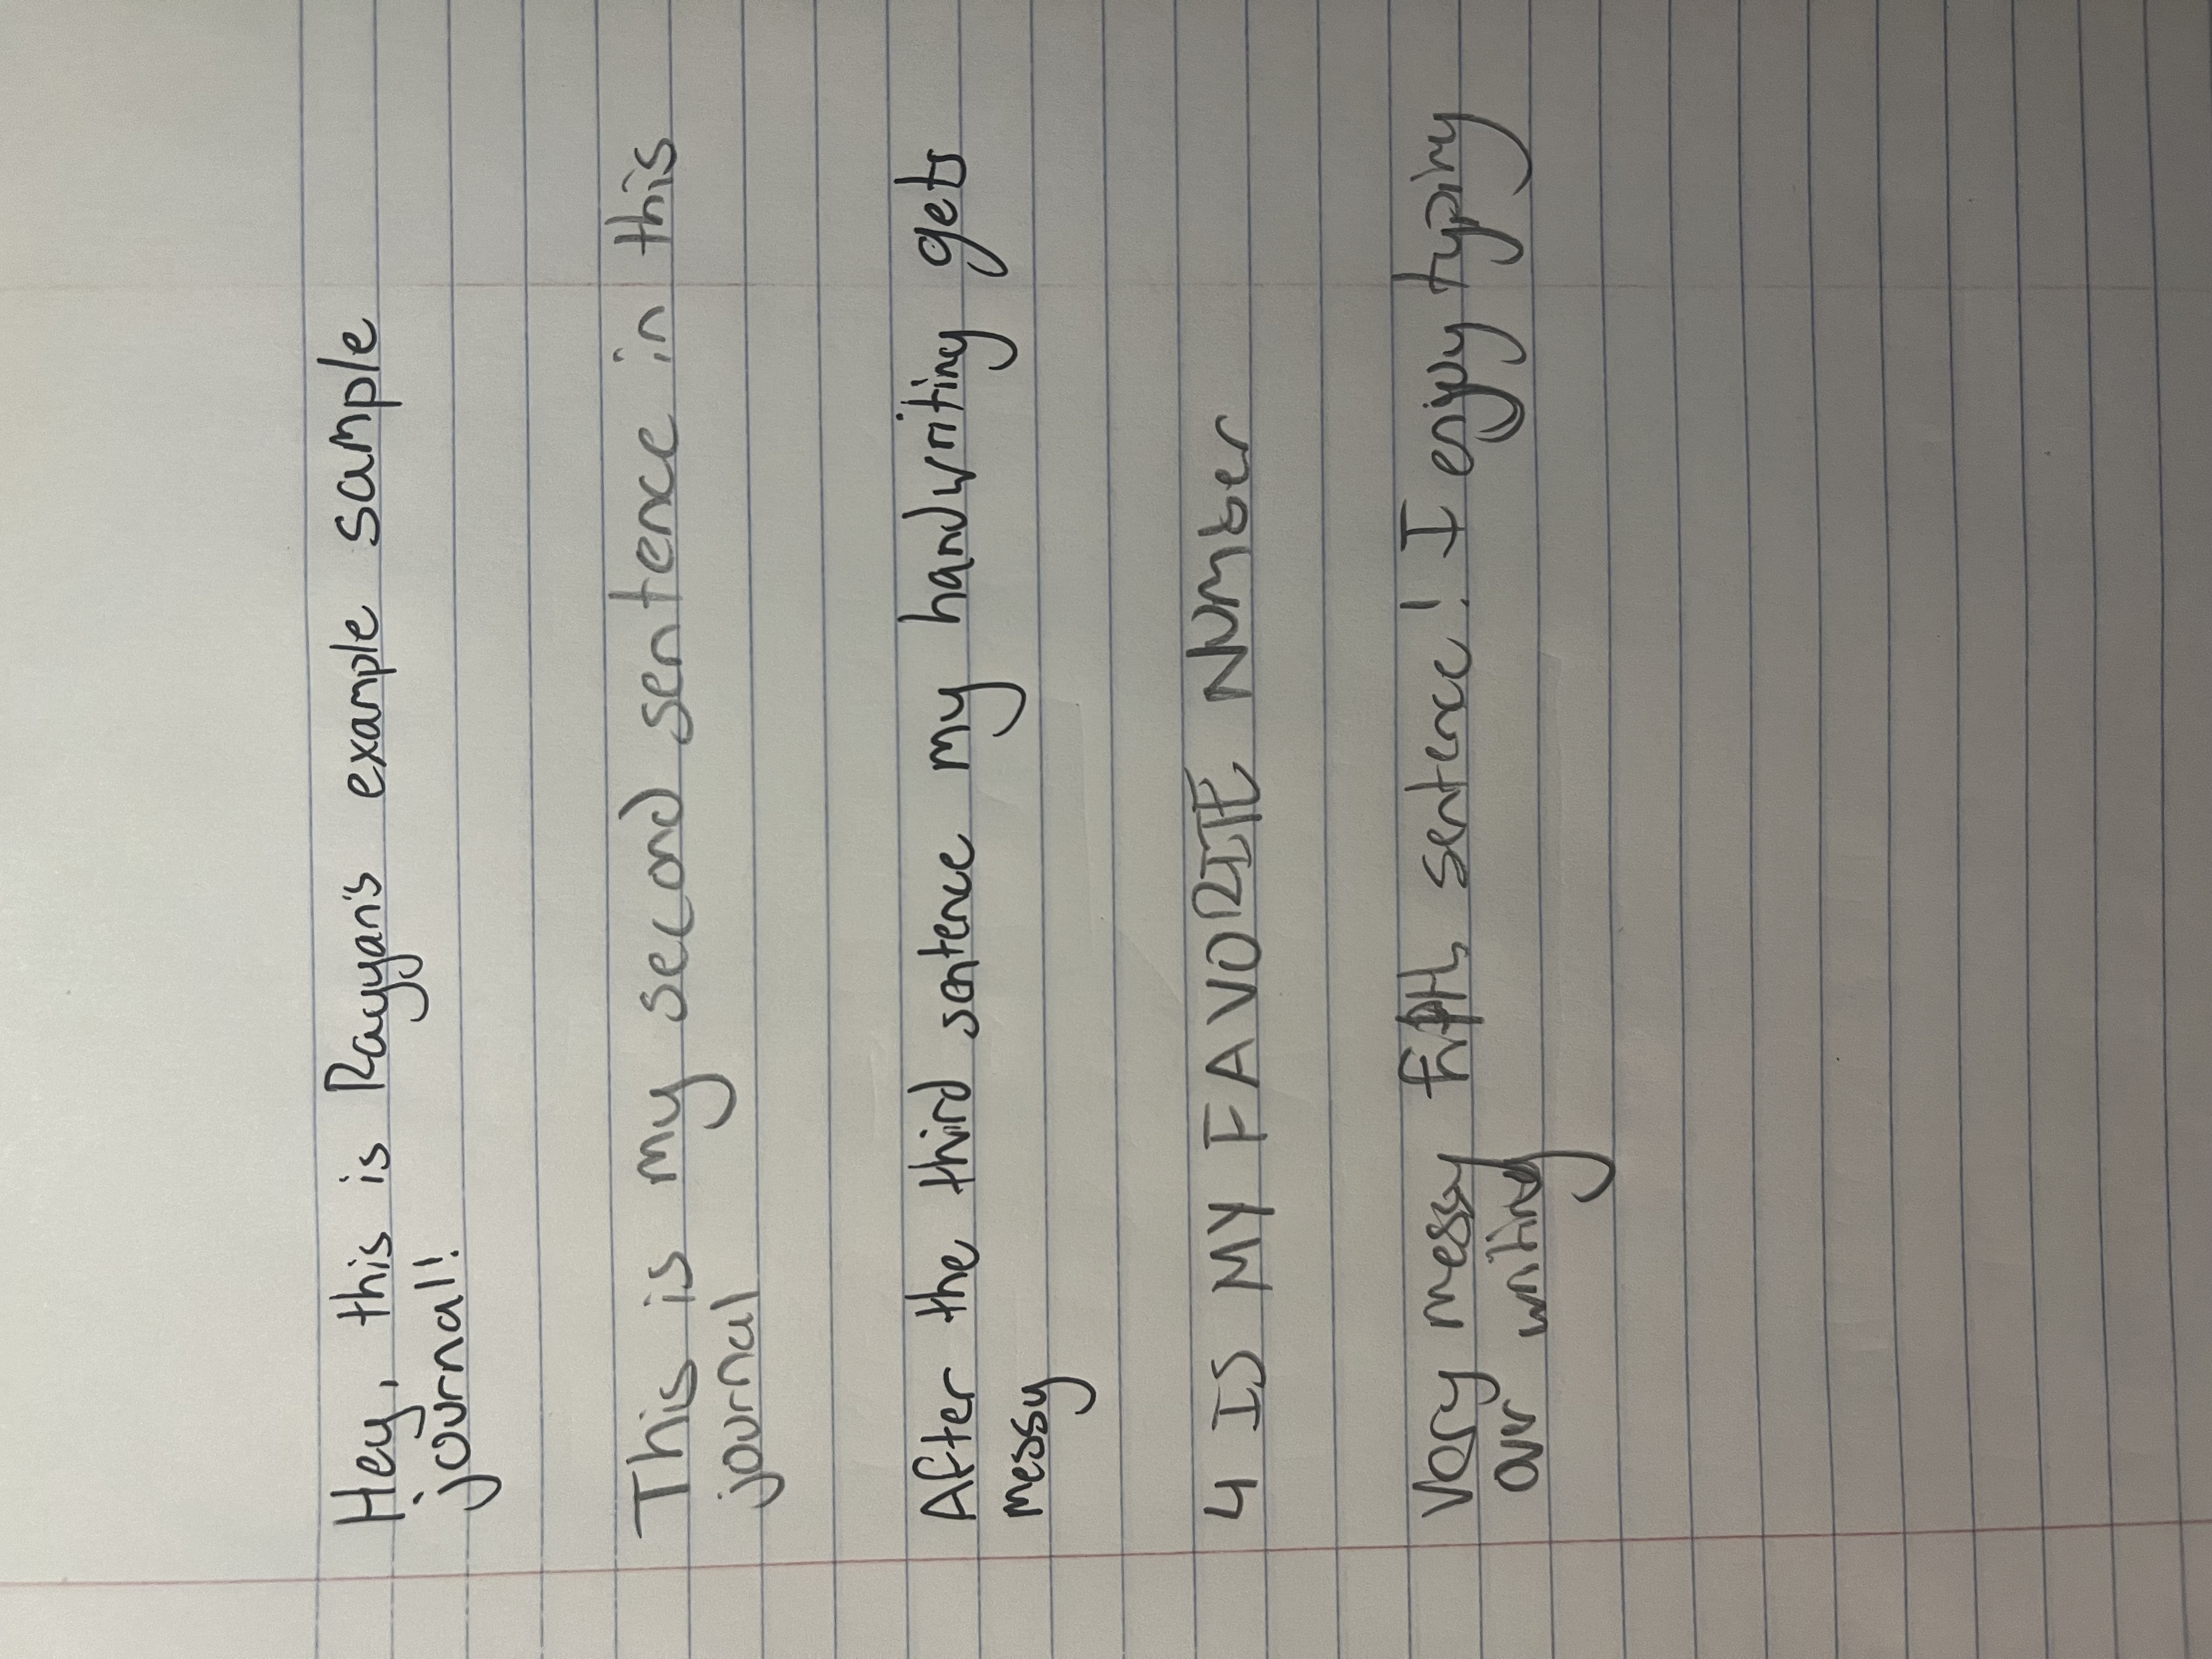 Hey, this is Rayyan's example sample
journal!
This is my second sentence in this
journal
After the third sentence my handwriting gets
messy
4 IS MY FAVORITE NUMber
Very messy fifth sentence! I enjoy typing
over writing